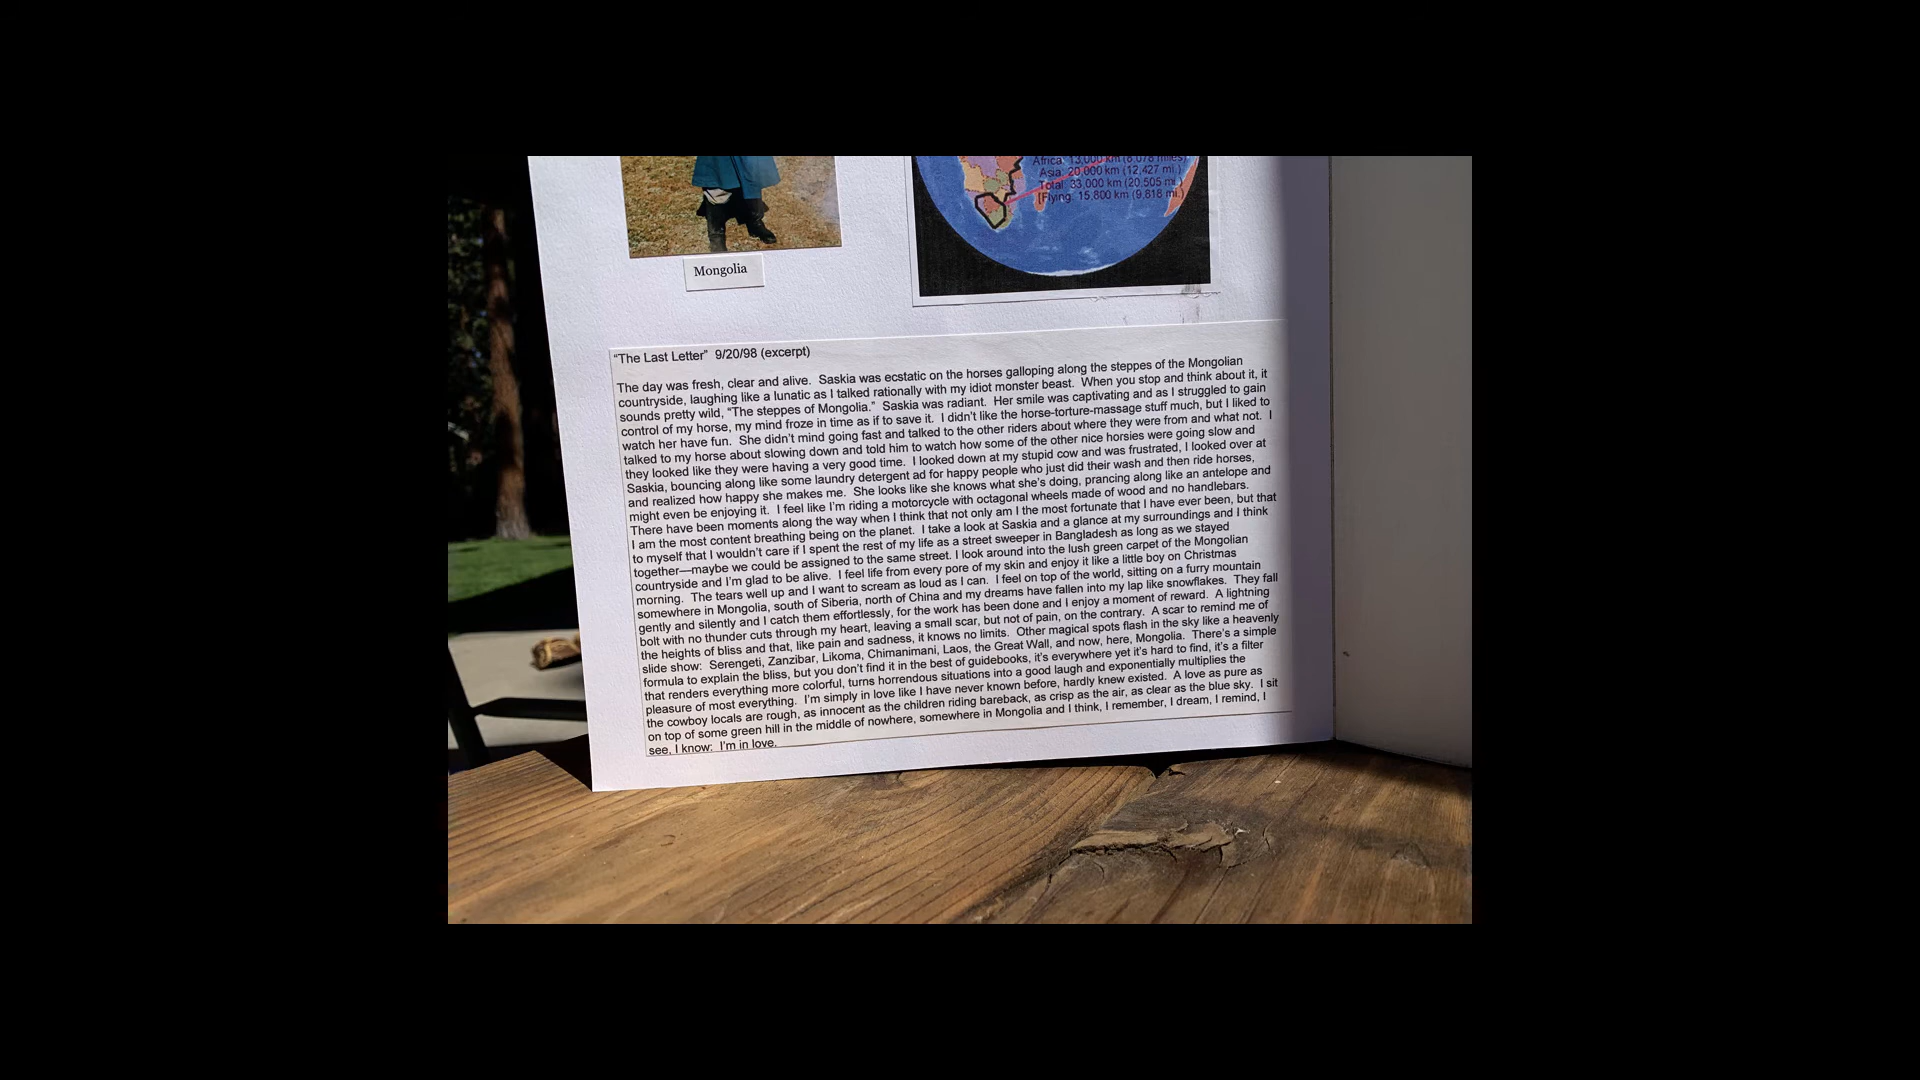 Africa: 13,000 km (8,078 miles)
Asia: 20,000 km (12,427 mi.)
Total: 33,000 km (20,505 mi.)
[Flying: 15,800 km (9,818 mi.)
Mongolia
“The Last Letter” 9/20/98 (excerpt)
The day was fresh, clear and alive. Saskia was ecstatic on the horses galloping along the steppes of the Mongolian
countryside, laughing like a lunatic as I talked rationally with my idiot monster beast. When you stop and think about it, it
sounds pretty wild, “The steppes of Mongolia.” Saskia was radiant. Her smile was captivating and as I struggled to gain
control of my horse, my mind froze in time as if to save it. I didn’t like the horse-torture-massage stuff much, but I liked to
watch her have fun. She didn’t mind going fast and talked to the other riders about where they were from and what not. I
talked to my horse about slowing down and told him to watch how some of the other nice horsies were going slow and
they looked like they were having a very good time. I looked down at my stupid cow and was frustrated, I looked over at
Saskia, bouncing along like some laundry detergent ad for happy people who just did their wash and then ride horses,
and realized how happy she makes me. She looks like she knows what she’s doing, prancing along like an antelope and
might even be enjoying it. I feel like I’m riding a motorcycle with octagonal wheels made of wood and no handlebars.
There have been moments along the way when I think that not only am I the most fortunate that I have ever been, but that
I am the most content breathing being on the planet. I take a look at Saskia and a glance at my surroundings and I think
to myself that I wouldn’t care if I spent the rest of my life as a street sweeper in Bangladesh as long as we stayed
together—maybe we could be assigned to the same street. I look around into the lush green carpet of the Mongolian
countryside and I’m glad to be alive. I feel life from every pore of my skin and enjoy it like a little boy on Christmas
morning. The tears well up and I want to scream as loud as I can. I feel on top of the world, sitting on a furry mountain
somewhere in Mongolia, south of Siberia, north of China and my dreams have fallen into my lap like snowflakes. They fall
gently and silently and I catch them effortlessly, for the work has been done and I enjoy a moment of reward. A lightning
bolt with no thunder cuts through my heart, leaving a small scar, but not of pain, on the contrary. A scar to remind me of
the heights of bliss and that, like pain and sadness, it knows no limits. Other magical spots flash in the sky like a heavenly
slide show: Serengeti, Zanzibar, Likoma, Chimanimani, Laos, the Great Wall, and now, here, Mongolia. There’s a simple
formula to explain the bliss, but you don’t find it in the best of guidebooks, it’s everywhere yet it’s hard to find, it’s a filter
that renders everything more colorful, turns horrendous situations into a good laugh and exponentially multiplies the
pleasure of most everything. I’m simply in love like I have never known before, hardly knew existed. A love as pure as
the cowboy locals are rough, as innocent as the children riding bareback, as crisp as the air, as clear as the blue sky. I sit
on top of some green hill in the middle of nowhere, somewhere in Mongolia and I think, I remember, I dream, I remind, I
see, I know: I’m in love.